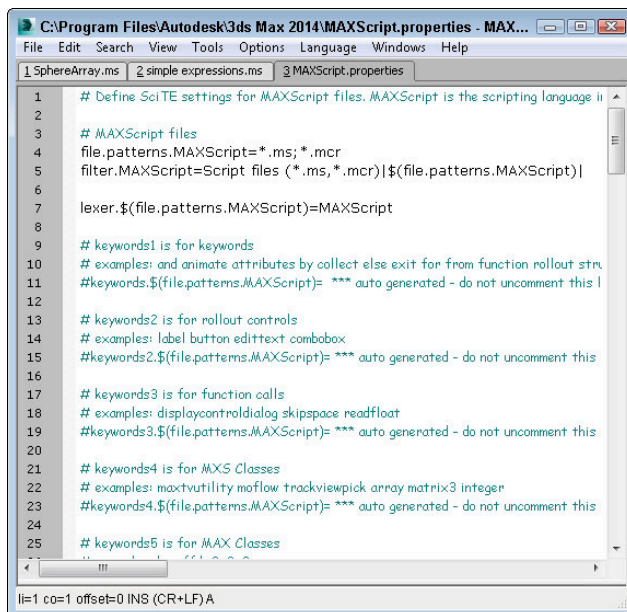 C:\Program Files\Autodesk\3ds Max 2014\MAXScript.properties - MAX...
File Edit Search View Tools Options Language Windows Help
1 SphereArray.ms 2 simple expressions.ms 3 MAXScript.properties
1 # Define SciTE settings for MAXScript files. MAXScript is the scripting language
2
3 # MAXScript files
4 file.patterns.MAXScript=*.ms;*.mcr
5 filter.MAXScript=Script files (*.ms,*.mcr)|$(file.patterns.MAXScript)|
6
7 lexer.$(file.patterns.MAXScript)=MAXScript
8
9 # keywords1 is for keywords
10 # examples: and animate attributes by collect else exit for from function rollout
11 #keywords.$(file.patterns.MAXScript)= *** auto generated - do not uncomment this
12
13 # keywords2 is for rollout controls
14 # examples: label button edittext combobox
15 #keywords2.$(file.patterns.MAXScript)= *** auto generated - do not uncomment this
16
17 # keywords3 is for function calls
18 # examples: displaycontroldialog skipspace readfloat
19 #keywords3.$(file.patterns.MAXScript)= *** auto generated - do not uncomment this
20
21 # keywords4 is for MXS Classes
22 # examples: maxtvutility moflow trackviewpick array matrix3 integer
23 #keywords4.$(file.patterns.MAXScript)= *** auto generated - do not uncomment this
24
25 # keywords5 is for MAX Classes
li=1 co=1 offset=0 INS (CR+LF) A